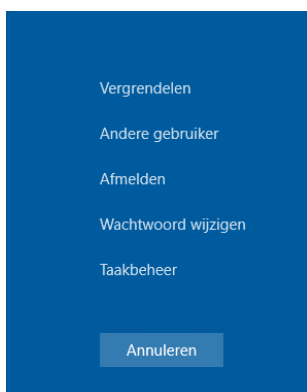 Vergrendelen
Andere gebruiker
Afmelden
Wachtwoord wijzigen
Taakbeheer
Annuleren